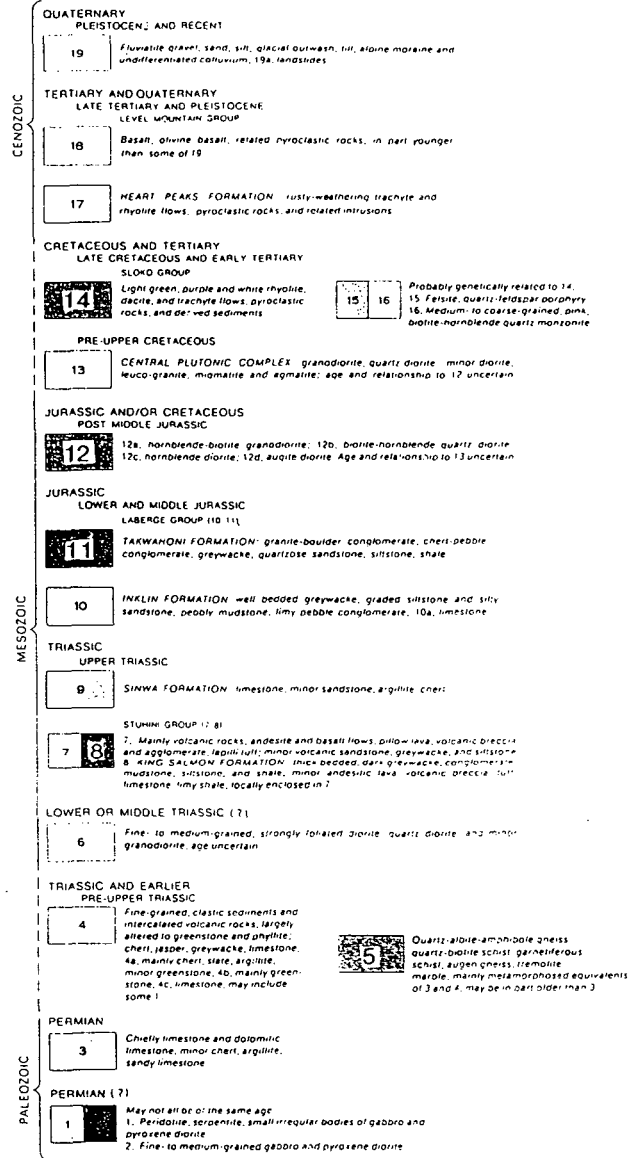 QUATERNARY
PLEISTOCENE AND RECENT
19
Fluviatile gravel, sand, silt, glacial outwash, till, alpine moraine and
undifferentiated colluvium, 19a, landslides
CENOZOIC
TERTIARY AND QUATERNARY
LATE TERTIARY AND PLEISTOCENE
LEVEL MOUNTAIN GROUP
18
Basalt, olivine basalt, related pyroclastic rocks, in part younger
than some of 19
17
HEART PEAKS FORMATION rusty-weathering trachyte and
rhyolite flows, pyroclastic rocks, and related intrusions
CRETACEOUS AND TERTIARY
LATE CRETACEOUS AND EARLY TERTIARY
SLOKO GROUP
14
Light green, purple and white rhyolite,
dacite, and trachyte flows, pyroclastic
rocks, and derived sediments
15 16
Probably genetically related to 14,
15 Felsite, quartz-feldspar porphyry
16, Medium- to coarse-grained, pink,
biotite-hornblende quartz monzonite
PRE-UPPER CRETACEOUS
13
CENTRAL PLUTONIC COMPLEX granodiorite, quartz diorite minor diorite,
leuco-granite, migmatite and agmatite; age and relationship to 12 uncertain
JURASSIC AND/OR CRETACEOUS
POST MIDDLE JURASSIC
12
12a, hornblende-biotite granodiorite; 12b, biotite-hornblende quartz diorite
12c, hornblende diorite; 12d, augite diorite Age and relationship to 13 uncertain
JURASSIC
LOWER AND MIDDLE JURASSIC
LABERGE GROUP (10 11)
11
TAKWAHONI FORMATION: granite-boulder conglomerate, chert-pebble
conglomerate, greywacke, quartzose sandstone, siltstone, shale
10
INKLIN FORMATION well bedded greywacke, graded siltstone and silty
sandstone, pebbly mudstone, limy pebble conglomerate, 10a, limestone
MESOZOIC
TRIASSIC
UPPER TRIASSIC
9
SINWA FORMATION limestone, minor sandstone, argillite chert
STUHINI GROUP (7 8)
7 8
7, Mainly volcanic rocks, andesite and basalt flows, pillow lava, volcanic breccia
and agglomerate, lapilli tuff; minor volcanic sandstone, greywacke, and siltstone
8 KING SALMON FORMATION thick bedded, dark greywacke, conglomerate
mudstone, siltstone, and shale, minor andesitic lava volcanic breccia tuff
limestone limy shale, locally enclosed in 7
LOWER OR MIDDLE TRIASSIC (?)
6
Fine- to medium-grained, strongly foliated diorite quartz diorite and minor
granodiorite, age uncertain
TRIASSIC AND EARLIER
PRE-UPPER TRIASSIC
4
Fine-grained, clastic sediments and
intercalated volcanic rocks, largely
altered to greenstone and phyllite;
chert, jasper, greywacke, limestone,
4a, mainly chert, slate, argillite,
minor greenstone, 4b, mainly green-
stone, 4c, limestone, may include
some 1
5
Quartz-albite-amphibole gneiss
quartz-biotite schist garnetiferous
schist, augen gneiss, tremolite
marble, mainly metamorphosed equivalents
of 3 and 4, may be in part older than 3
PERMIAN
3
Chiefly limestone and dolomitic
limestone, minor chert, argillite,
sandy limestone
PALEOZOIC
PERMIAN (?)
1
May not all be of the same age
1. Peridotite, serpentite, small irregular bodies of gabbro and
pyroxene diorite
2. Fine- to medium-grained gabbro and pyroxene diorite